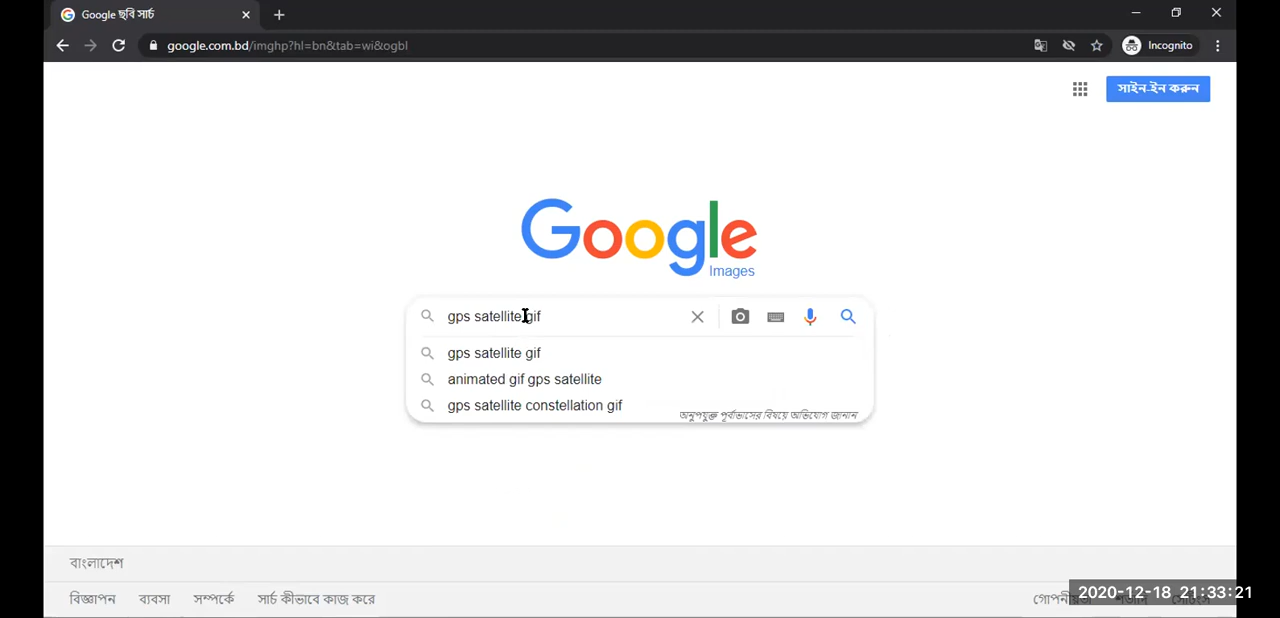 Google ছবি সার্চ
google.com.bd/imghp?hl=bn&tab=wi&ogbl
Incognito
সাইন-ইন করুন
Google
Images
gps satellite gif
gps satellite gif
animated gif gps satellite
gps satellite constellation gif
অনুপযুক্ত পূর্বাভাসের বিষয়ে অভিযোগ জানান
বাংলাদেশ
বিজ্ঞাপন ব্যবসা সম্পর্কে সার্চ কীভাবে কাজ করে
2020-12-18 21:33:21